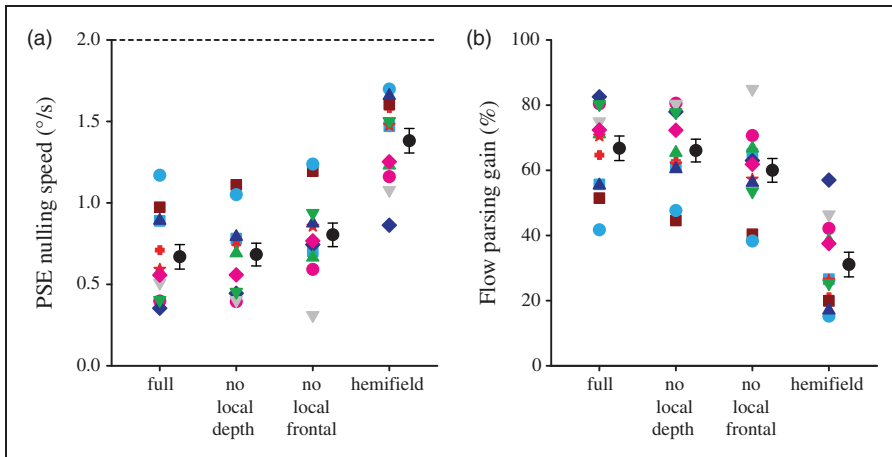 (a)
2.0
1.5
1.0
0.5
0.0
PSE nulling speed (°/s)
full
no local depth
no local frontal
hemifield
(b)
100
80
60
40
20
0
Flow parsing gain (%)
full
no local depth
no local frontal
hemifield